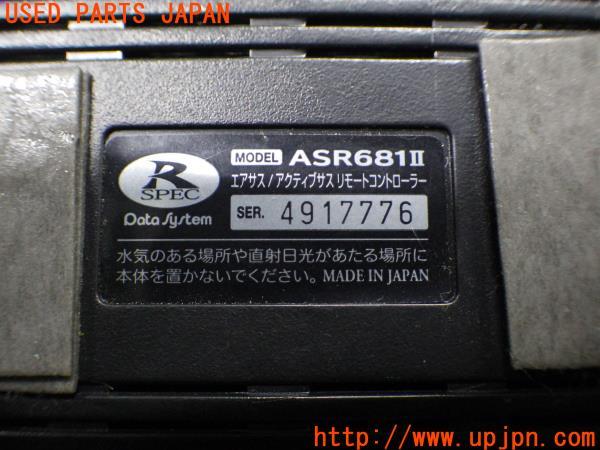 USED PARTS JAPAN
R
SPEC
Data System
MODEL ASR681II
エアサス/アクティブサス リモートコントローラー
SER. 4917776
水気のある場所や直射日光があたる場所に
本体を置かないでください。 MADE IN JAPAN
http://www.upjpn.com/